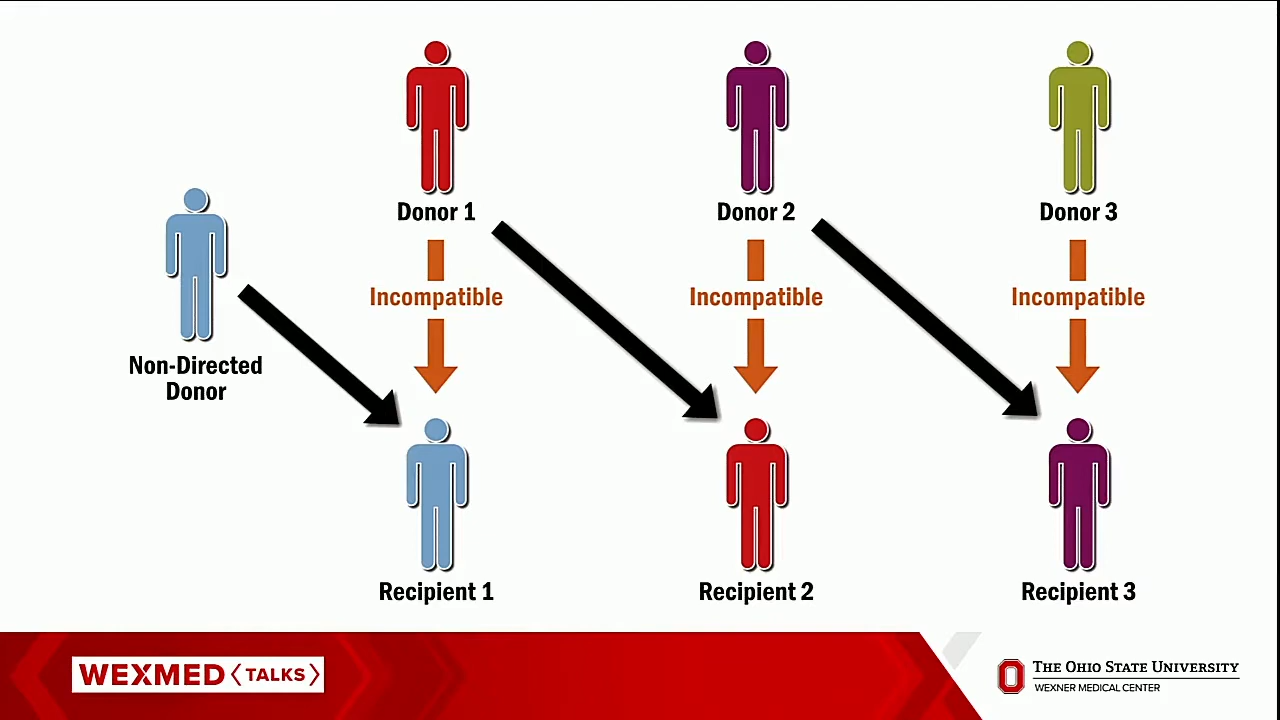 Donor 1
Donor 2
Donor 3
Incompatible
Incompatible
Incompatible
Non-Directed
Donor
Recipient 1
Recipient 2
Recipient 3
WEXMED TALKS
THE OHIO STATE UNIVERSITY
WEXNER MEDICAL CENTER